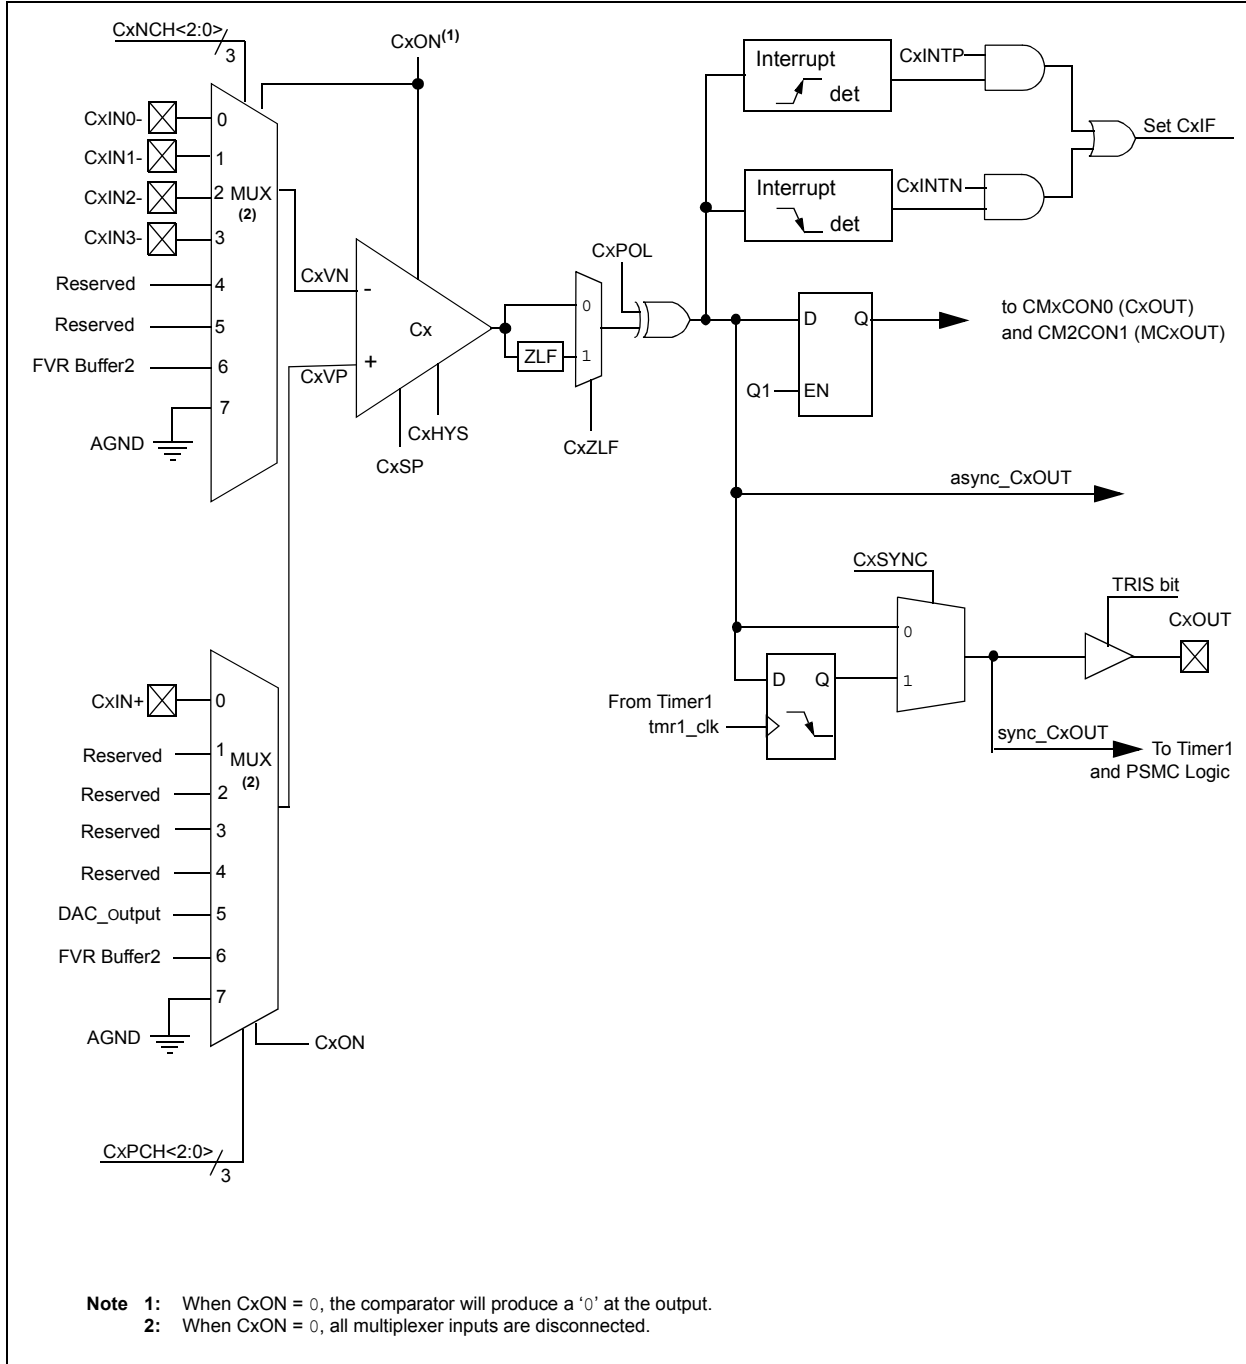 CxNCH<2:0>
3
CxON(1)
CxIN0-
CxIN1-
CxIN2-
CxIN3-
Reserved
Reserved
FVR Buffer2
AGND
0
1
2
3
4
5
6
7
MUX
(2)
CxVN
CxVP
-
+
Cx
CxHYS
CxSP
ZLF
0
1
CxZLF
CxPOL
Interrupt
det
CxINTP
Interrupt
det
CxINTN
Set CxIF
D
Q
Q1
EN
to CMxCON0 (CxOUT)
and CM2CON1 (MCxOUT)
async_CxOUT
CxSYNC
0
1
D
Q
From Timer1
tmr1_clk
TRIS bit
CxOUT
sync_CxOUT
To Timer1
and PSMC Logic
CxIN+
Reserved
Reserved
Reserved
Reserved
DAC_output
FVR Buffer2
AGND
0
1
2
3
4
5
6
7
MUX
(2)
CxON
CxPCH<2:0>
3
Note 1: When CxON = 0, the comparator will produce a ‘0’ at the output.
2: When CxON = 0, all multiplexer inputs are disconnected.